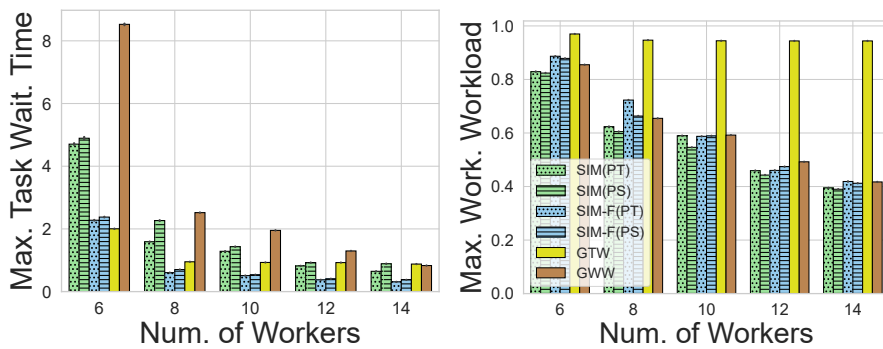 Max. Task Wait. Time
8
6
4
2
0
6 8 10 12 14
Num. of Workers
Max. Work. Workload
1.0
0.8
0.6
0.4
0.2
0.0
SIM(PT)
SIM(PS)
SIM-F(PT)
SIM-F(PS)
GTW
GWW
6 8 10 12 14
Num. of Workers